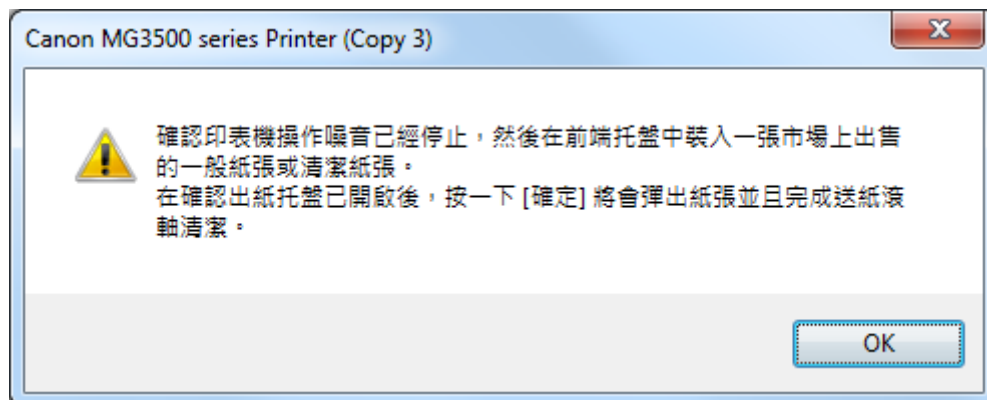 Canon MG3500 series Printer (Copy 3)
確認印表機操作噪音已經停止，然後在前端托盤中裝入一張市場上出售
的一般紙張或清潔紙張。
在確認出紙托盤已開啟後，按一下 [確定] 將會彈出紙張並且完成送紙滾
軸清潔。
OK